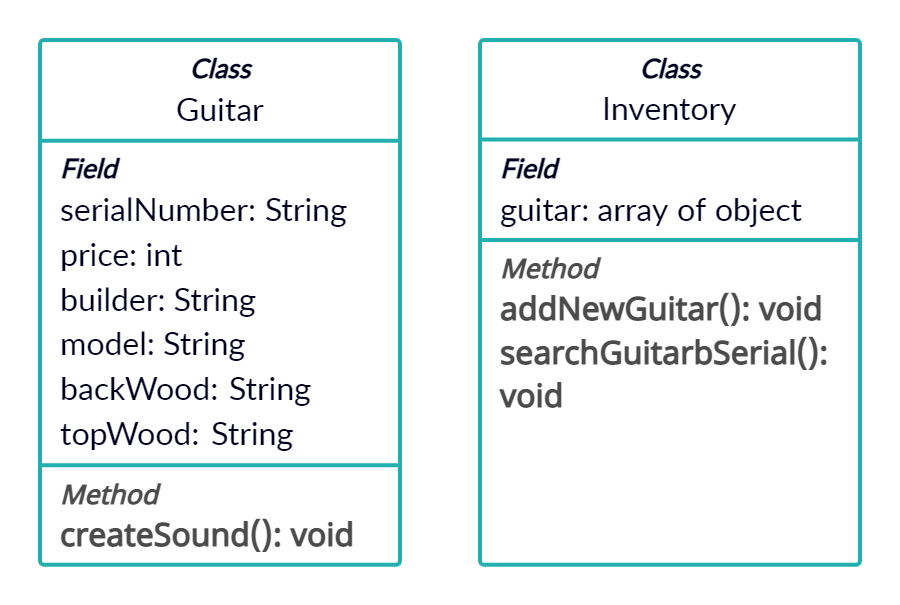 Class
Guitar
Field
serialNumber: String
price: int
builder: String
model: String
backWood: String
topWood: String
Method
createSound(): void
Class
Inventory
Field
guitar: array of object
Method
addNewGuitar(): void
searchGuitarbSerial():
void